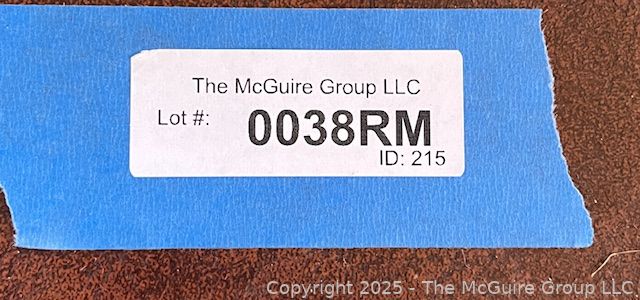 The McGuire Group LLC
Lot #: 0038RM
ID: 215
Copyright 2025 - The McGuire Group LLC